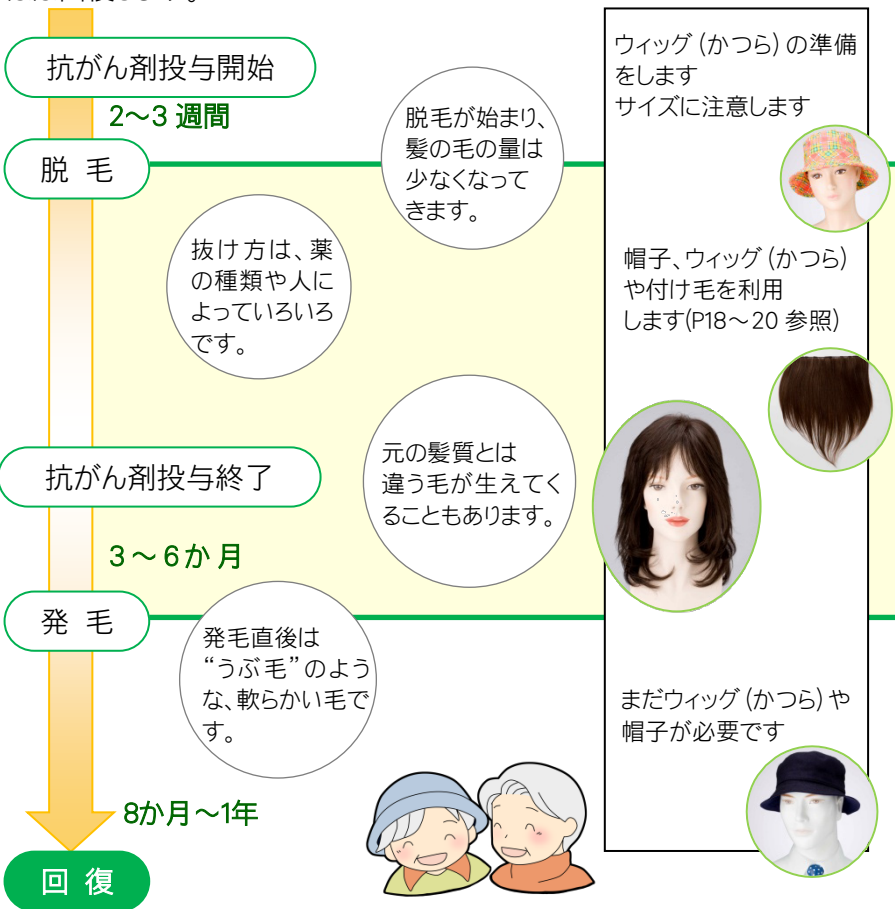 抗がん剤投与開始
2～3 週間
脱 毛
脱毛が始まり、
髪の毛の量は
少なくなって
きます。
抜け方は、薬
の種類や人に
よっていろいろ
です。
抗がん剤投与終了
元の髪質とは
違う毛が生えてく
ることもあります。
3～6か月
発 毛
発毛直後は
“うぶ毛”のよう
な、軟らかい毛で
す。
8か月～1年
回 復
ウィッグ(かつら)の準備
をします
サイズに注意します
帽子、ウィッグ(かつら)
や付け毛を利用
します(P18～20 参照)
まだウィッグ(かつら)や
帽子が必要です